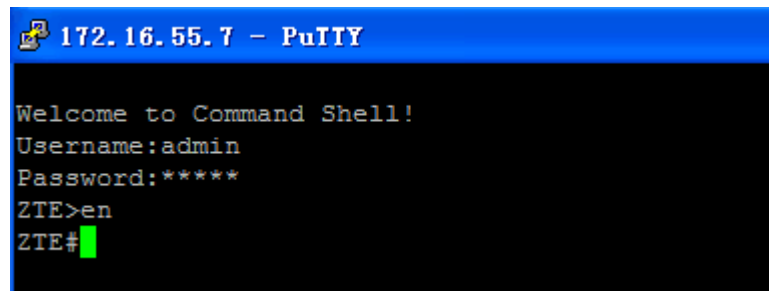 172.16.55.7 - PuTTY
Welcome to Command Shell!
Username:admin
Password:*****
ZTE>en
ZTE#